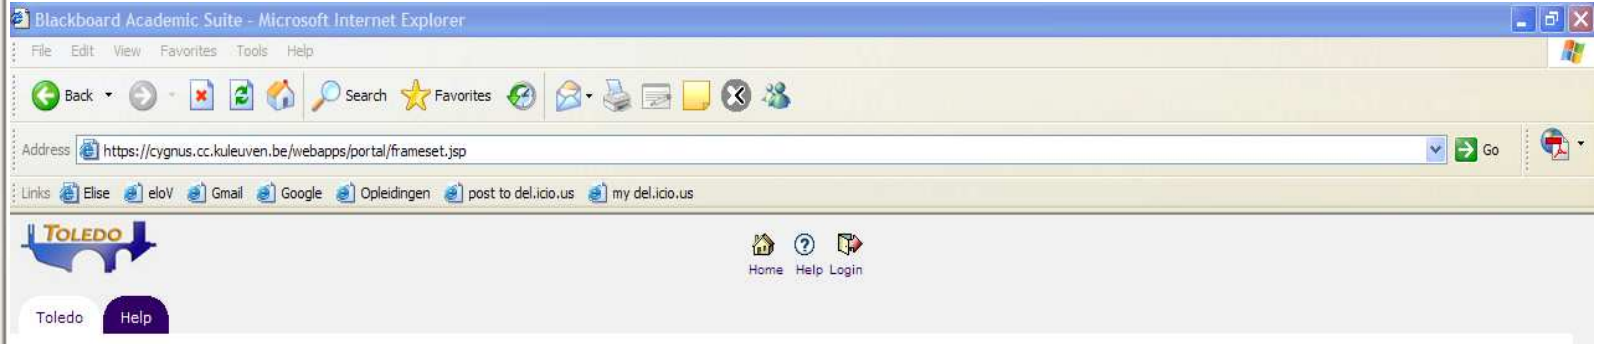 Blackboard Academic Suite - Microsoft Internet Explorer
File Edit View Favorites Tools Help
Back Search Favorites
Address https://cygnus.cc.kuleuven.be/webapps/portal/frameset.jsp Go
Links Elise eloV Gmail Google Opleidingen post to del.icio.us my del.icio.us
TOLEDO
Home Help Login
Toledo Help